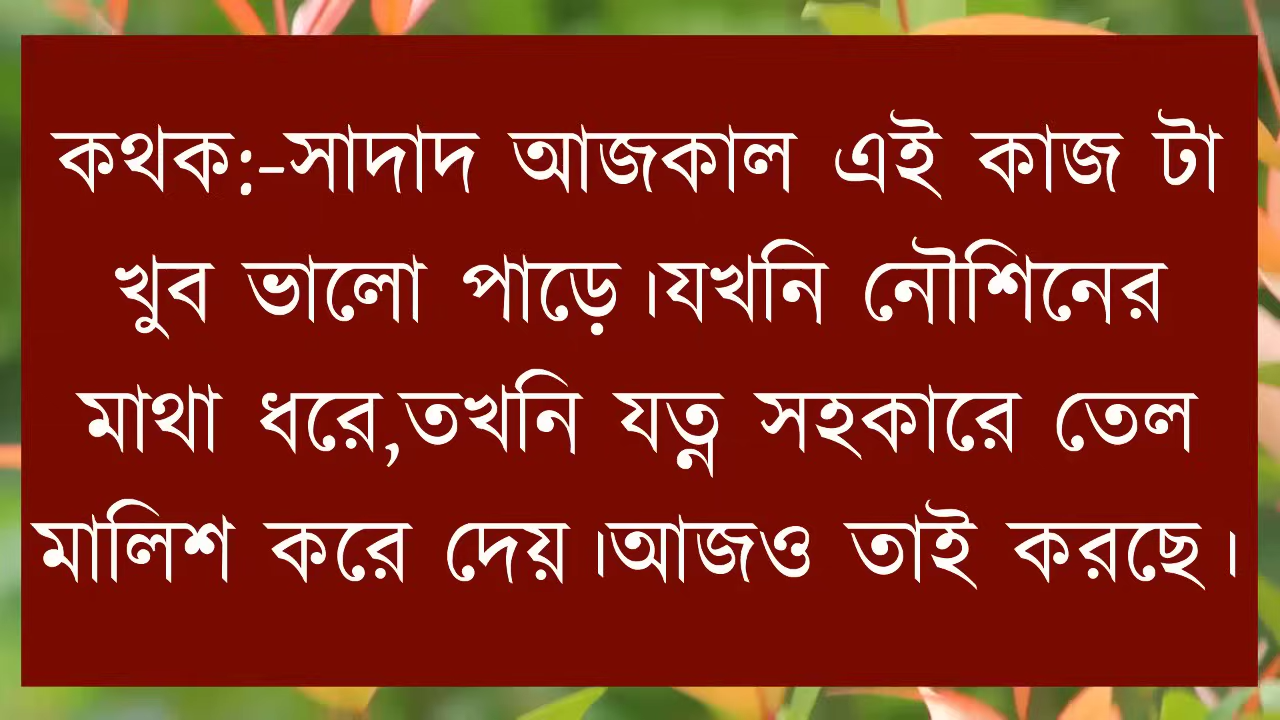 কথক:-সাদাদ আজকাল এই কাজ টা
খুব ভালো পাড়ে।যখনি নৌশিনের
মাথা ধরে,তখনি যত্ন সহকারে তেল
মালিশ করে দেয়।আজও তাই করছে।